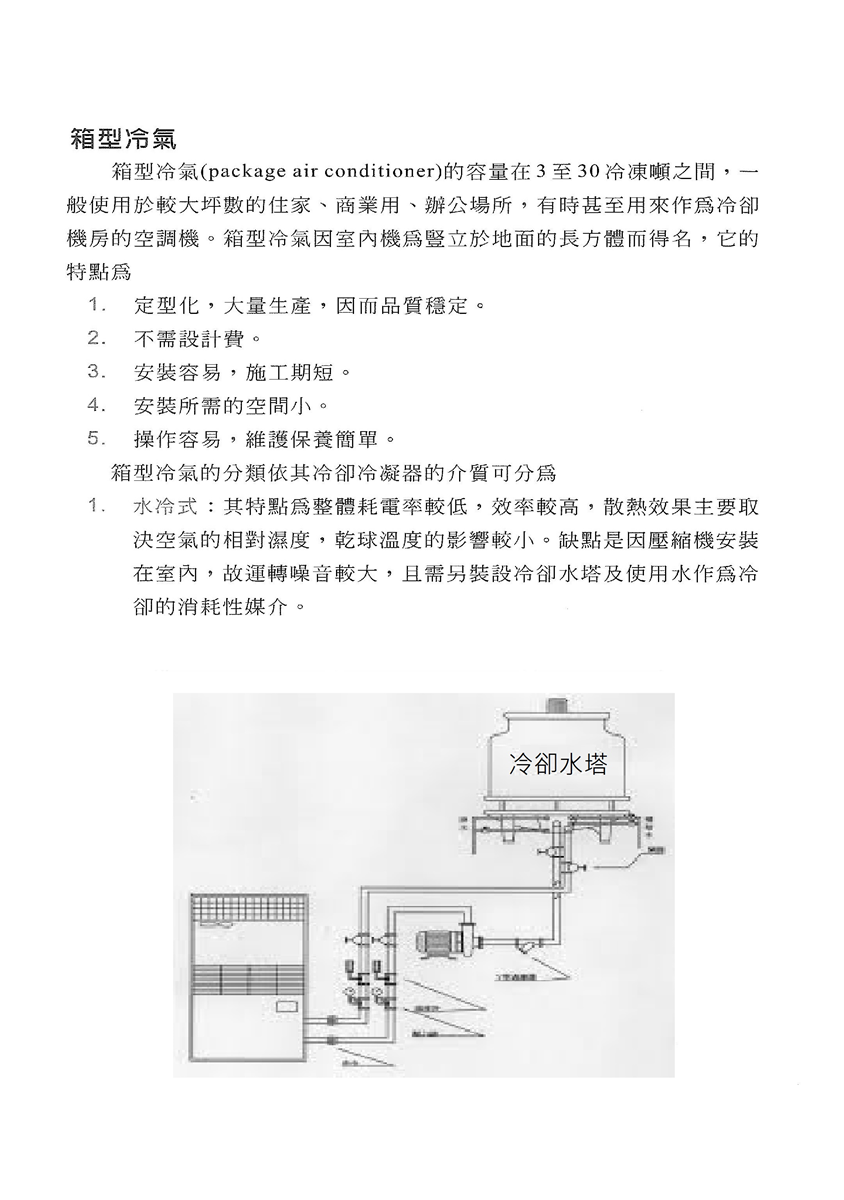 箱型冷氣
箱型冷氣(package air conditioner)的容量在 3 至 30 冷凍噸之間，一
般使用於較大坪數的住家、商業用、辦公場所，有時甚至用來作爲冷卻
機房的空調機。箱型冷氣因室內機爲豎立於地面的長方體而得名，它的
特點爲
1. 定型化，大量生產，因而品質穩定。
2. 不需設計費。
3. 安裝容易，施工期短。
4. 安裝所需的空間小。
5. 操作容易，維護保養簡單。
箱型冷氣的分類依其冷卻冷凝器的介質可分爲
1. 水冷式：其特點爲整體耗電率較低，效率較高，散熱效果主要取
決空氣的相對濕度，乾球溫度的影響較小。缺點是因壓縮機安裝
在室內，故運轉噪音較大，且需另裝設冷卻水塔及使用水作爲冷
卻的消耗性媒介。
冷卻水塔